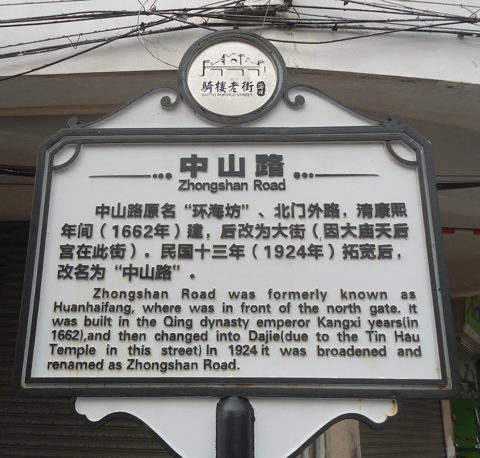 騎樓老街
SOTTO PORTICO STREET
中山路
Zhongshan Road
中山路原名“环海坊”、北门外路，清康熙
年间（1662年）建，后改为大街（因大庙天后
宫在此街）。民国十三年（1924年）拓宽后，
改名为“中山路”。
Zhongshan Road was formerly known as
Huanhaifang, where was in front of the north gate. It
was built in the Qing dynasty emperor Kangxi years(in
1662),and then changed into Dajie(due to the Tin Hau
Temple in this street) In 1924 it was broadened and
renamed as Zhongshan Road.